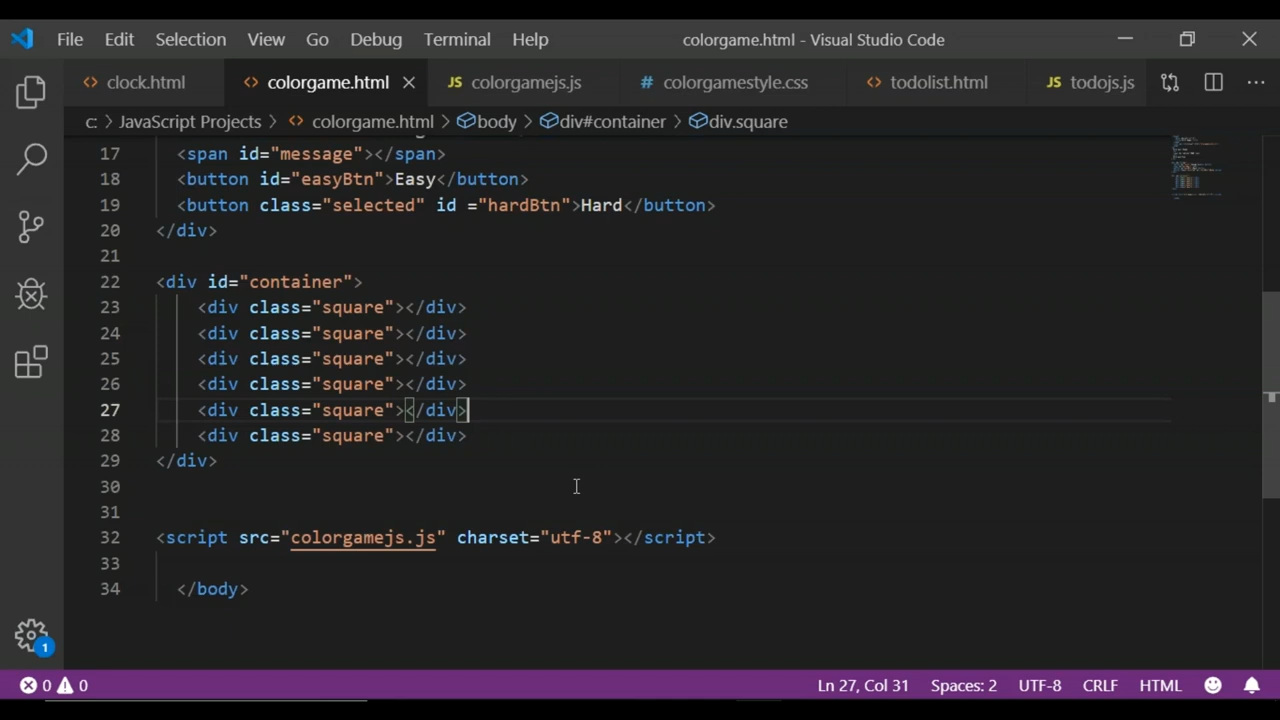 File Edit Selection View Go Debug Terminal Help colorgame.html - Visual Studio Code
clock.html colorgame.html JS colorgamejs.js # colorgamestyle.css todolist.html JS todojs.js
c: > JavaScript Projects > colorgame.html > body > div#container > div.square
17 <span id="message"></span>
18 <button id="easyBtn">Easy</button>
19 <button class="selected" id ="hardBtn">Hard</button>
20 </div>
21
22 <div id="container">
23 <div class="square"></div>
24 <div class="square"></div>
25 <div class="square"></div>
26 <div class="square"></div>
27 <div class="square"></div>
28 <div class="square"></div>
29 </div>
30
31
32 <script src="colorgamejs.js" charset="utf-8"></script>
33
34 </body>
1
0 0 Ln 27, Col 31 Spaces: 2 UTF-8 CRLF HTML